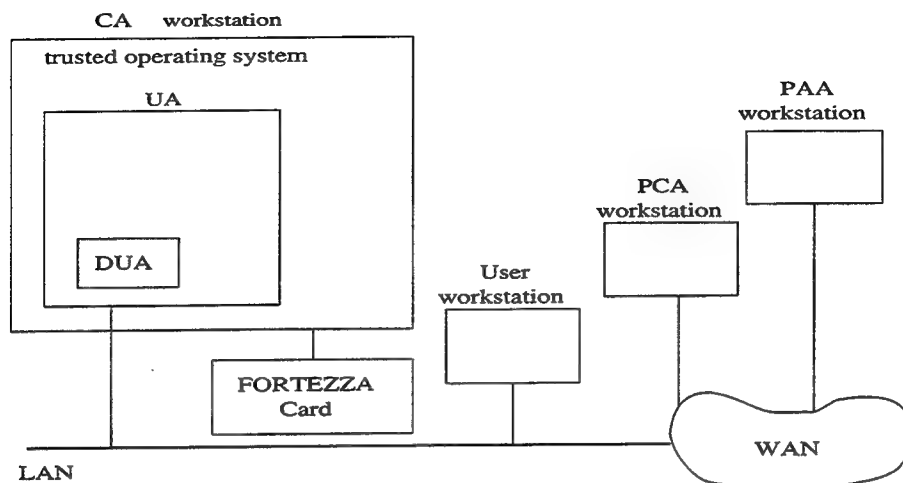 CA workstation
trusted operating system
UA
DUA
FORTEZZA
Card
User
workstation
PCA
workstation
PAA
workstation
WAN
LAN